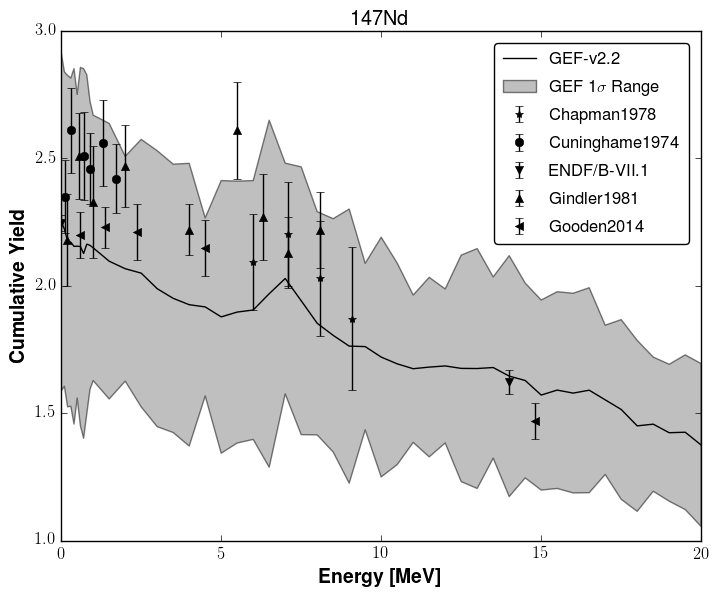 147Nd
3.0
2.5
2.0
1.5
1.0
Cumulative Yield
GEF-v2.2
GEF 1σ Range
Chapman1978
Cuninghame1974
ENDF/B-VII.1
Gindler1981
Gooden2014
0 5 10 15 20
Energy [MeV]